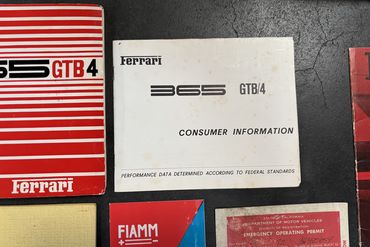 365 GTB/4
Ferrari
Ferrari
365 GTB/4
CONSUMER INFORMATION
PERFORMANCE DATA DETERMINED ACCORDING TO FEDERAL STANDARDS
FIAMM
DEPARTMENT OF MOTOR VEHICLES
EMERGENCY OPERATING PERMIT